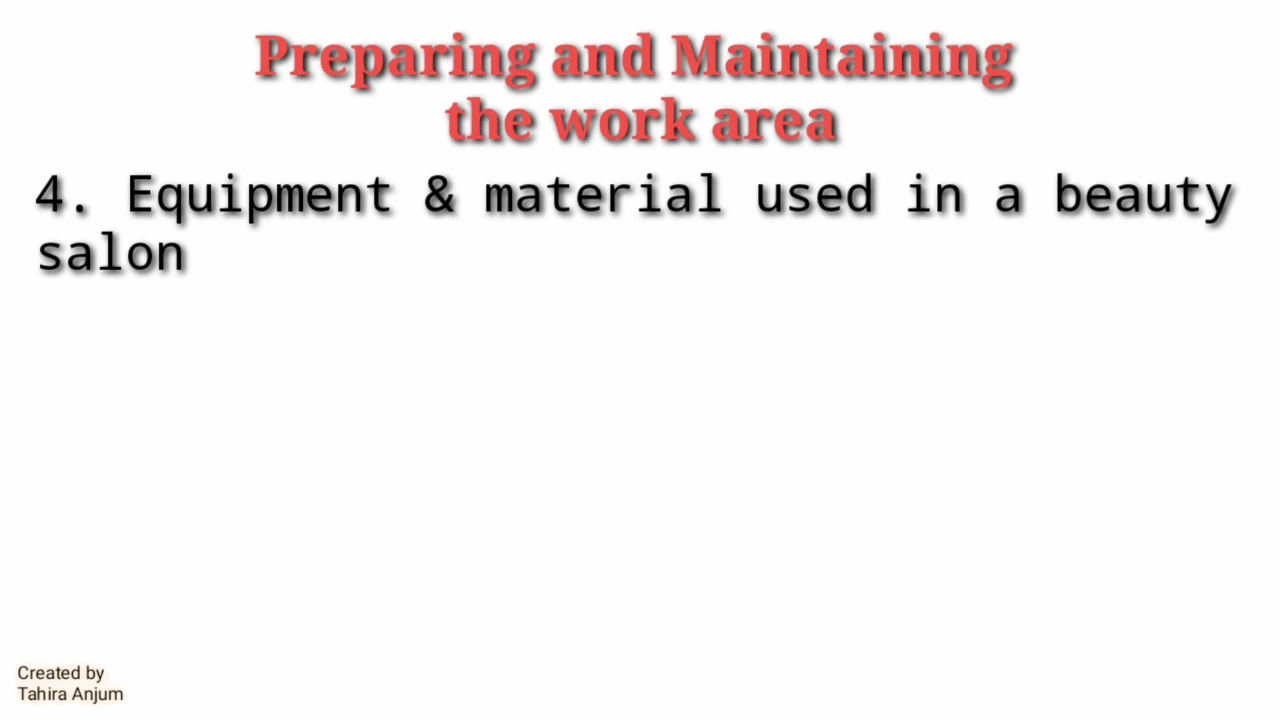 Preparing and Maintaining
the work area
4. Equipment & material used in a beauty
salon
Created by
Tahira Anjum